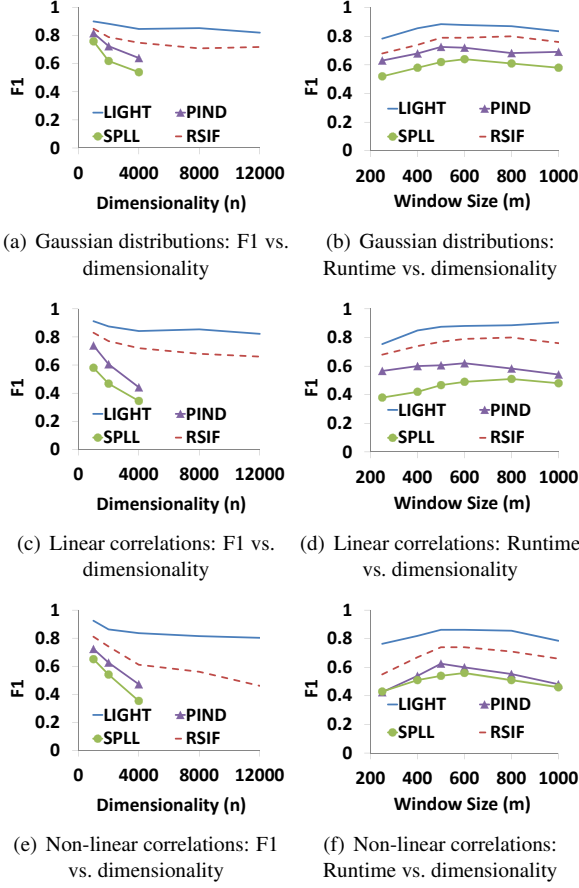 1
0.8
0.6
0.4
0.2
0
F1
LIGHT PIND
SPLL RSIF
0 4000 8000 12000
Dimensionality (n)
(a) Gaussian distributions: F1 vs.
dimensionality
1
0.8
0.6
0.4
0.2
0
F1
LIGHT PIND
SPLL RSIF
200 400 600 800 1000
Window Size (m)
(b) Gaussian distributions:
Runtime vs. dimensionality
1
0.8
0.6
0.4
0.2
0
F1
LIGHT PIND
SPLL RSIF
0 4000 8000 12000
Dimensionality (n)
(c) Linear correlations: F1 vs.
dimensionality
1
0.8
0.6
0.4
0.2
0
F1
LIGHT PIND
SPLL RSIF
200 400 600 800 1000
Window Size (m)
(d) Linear correlations: Runtime
vs. dimensionality
1
0.8
0.6
0.4
0.2
0
F1
LIGHT PIND
SPLL RSIF
0 4000 8000 12000
Dimensionality (n)
(e) Non-linear correlations: F1
vs. dimensionality
1
0.8
0.6
0.4
0.2
0
F1
LIGHT PIND
SPLL RSIF
200 400 600 800 1000
Window Size (m)
(f) Non-linear correlations:
Runtime vs. dimensionality